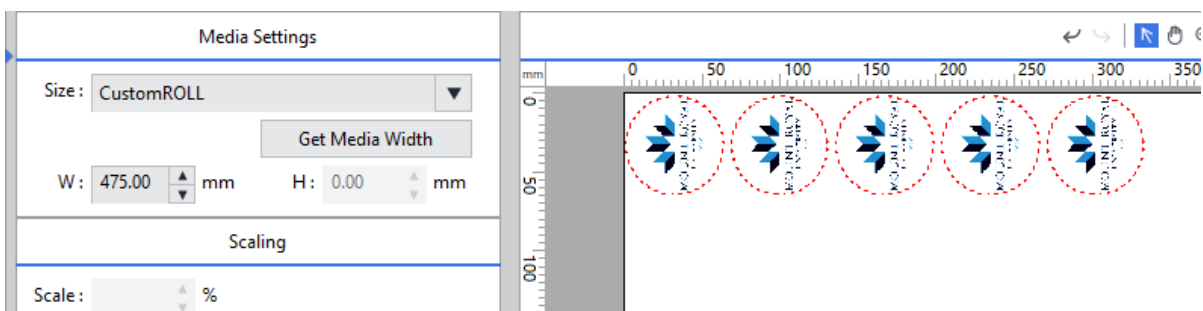 Media Settings
Size : CustomROLL
Get Media Width
W : 475.00 mm H : 0.00 mm
Scaling
Scale : %
mm 0 50 100 150 200 250 300 350
0
50
100